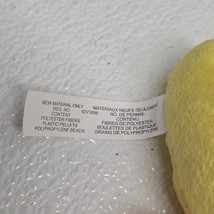 NEW MATERIAL ONLY MATÉRIAUX NEUFS SEULEMENT
REG. NO. NO. DE PERMIS:
CONTENT CONTENU:
POLYESTER FIBERS FIBRES DE POLYESTER
PLASTIC PELLETS BOULETTES DE PLASTIQUE
POLYPROPYLENE BEADS GRAINS DE POLYPROPYLENE